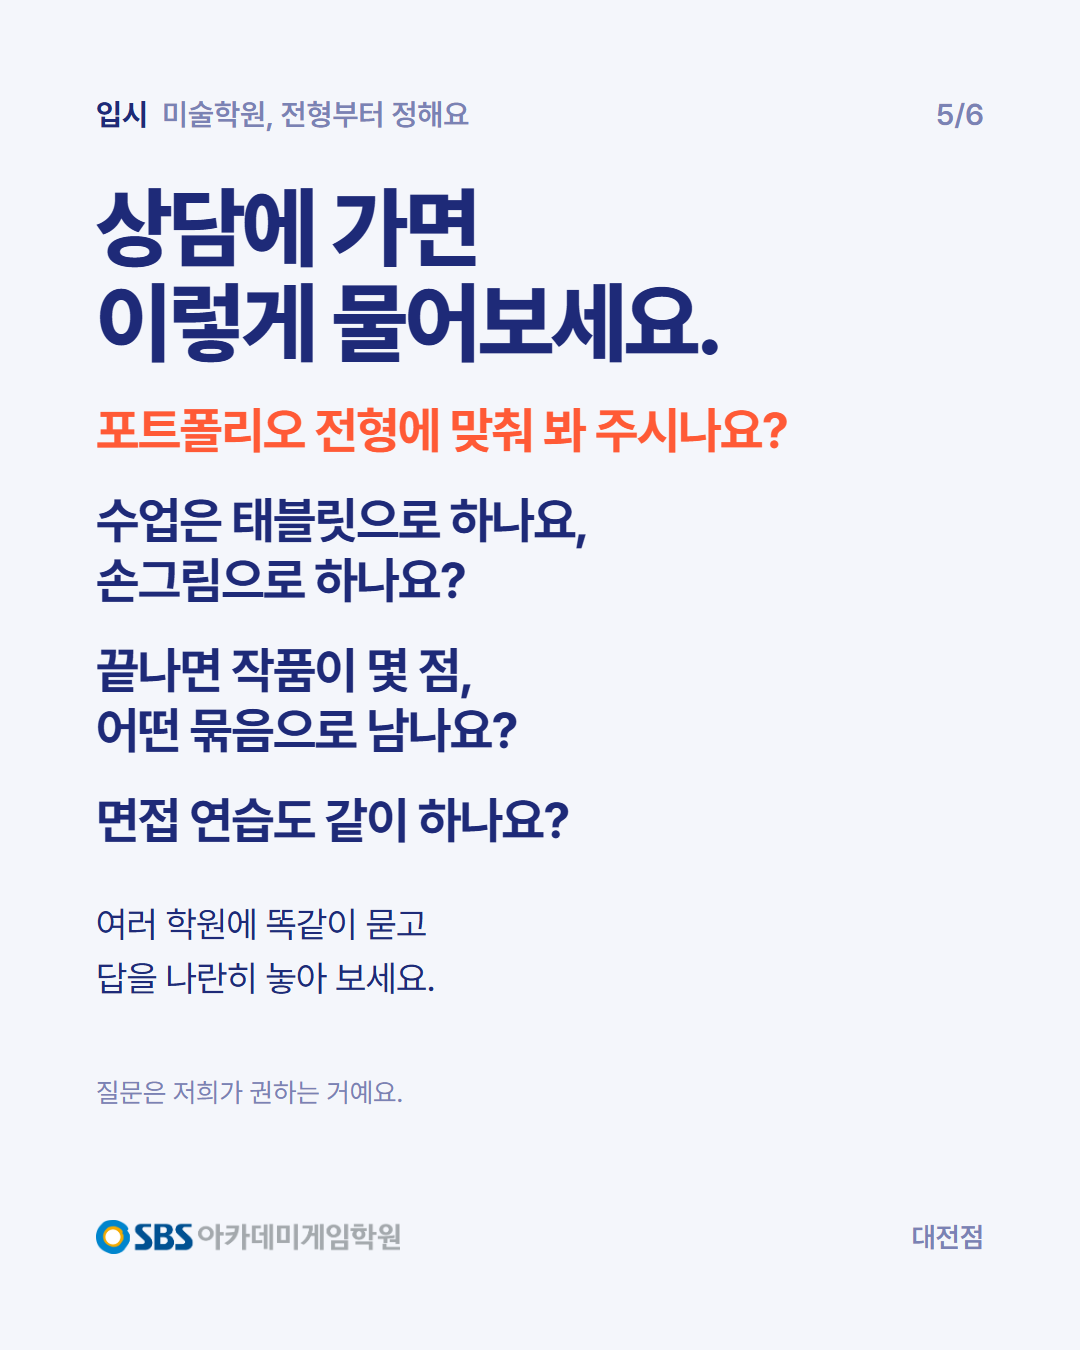 입시 미술학원, 전형부터 정해요
5/6
상담에 가면
이렇게 물어보세요.
포트폴리오 전형에 맞춰 봐 주시나요?
수업은 태블릿으로 하나요,
손그림으로 하나요?
끝나면 작품이 몇 점,
어떤 묶음으로 남나요?
면접 연습도 같이 하나요?
여러 학원에 똑같이 묻고
답을 나란히 놓아 보세요.
질문은 저희가 권하는 거예요.
SBS 아카데미게임학원
대전점